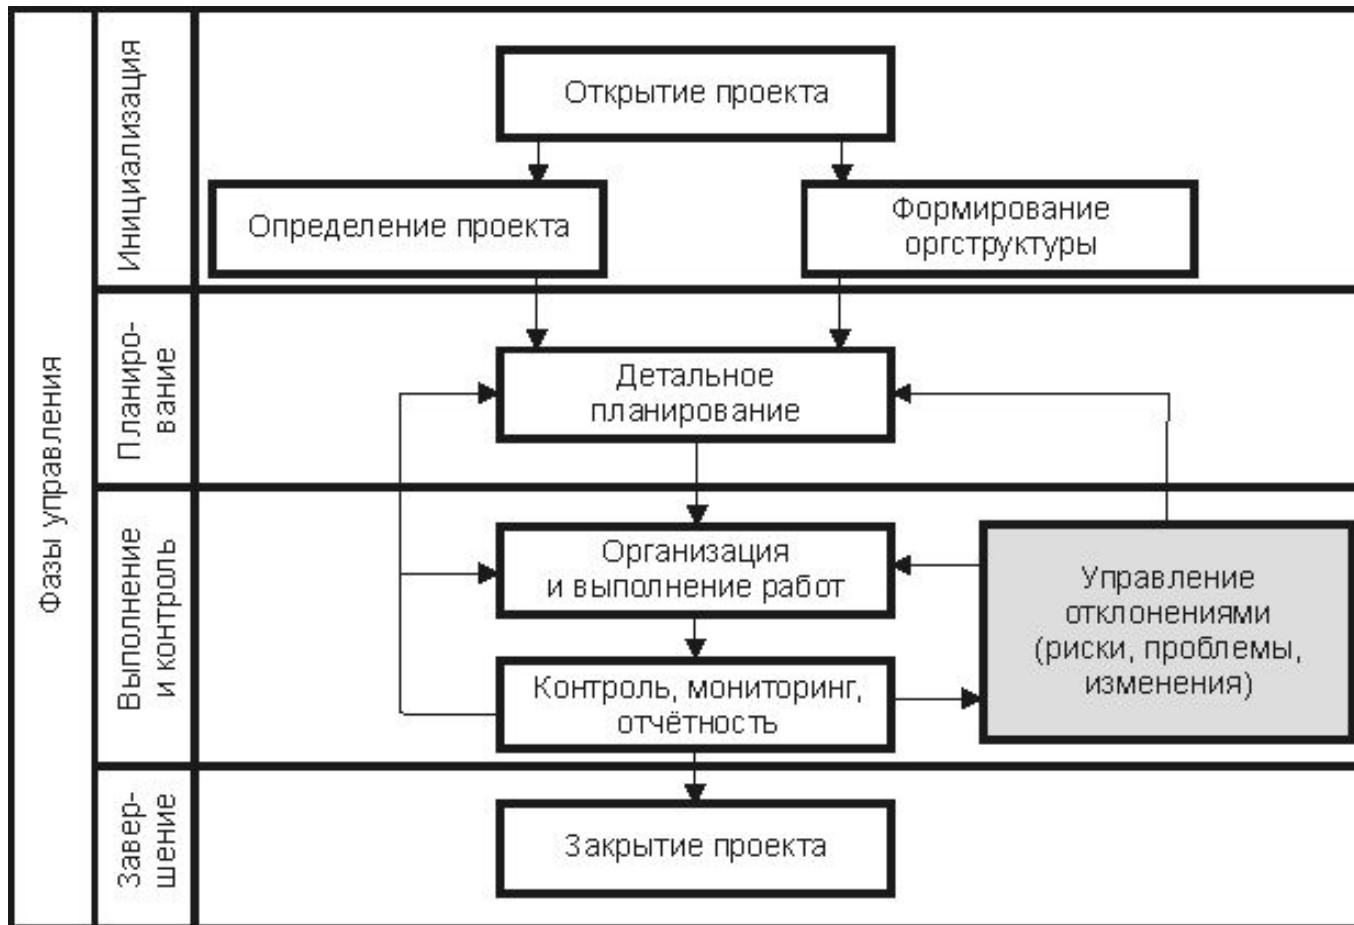 Фазы управления
Инициализация
Открытие проекта
Определение проекта
Формирование
оргструктуры
Планиро-
вание
Детальное
планирование
Выполнение
и контроль
Организация
и выполнение работ
Управление
отклонениями
(риски, проблемы,
изменения)
Контроль, мониторинг,
отчётность
Завер-
шение
Закрытие проекта